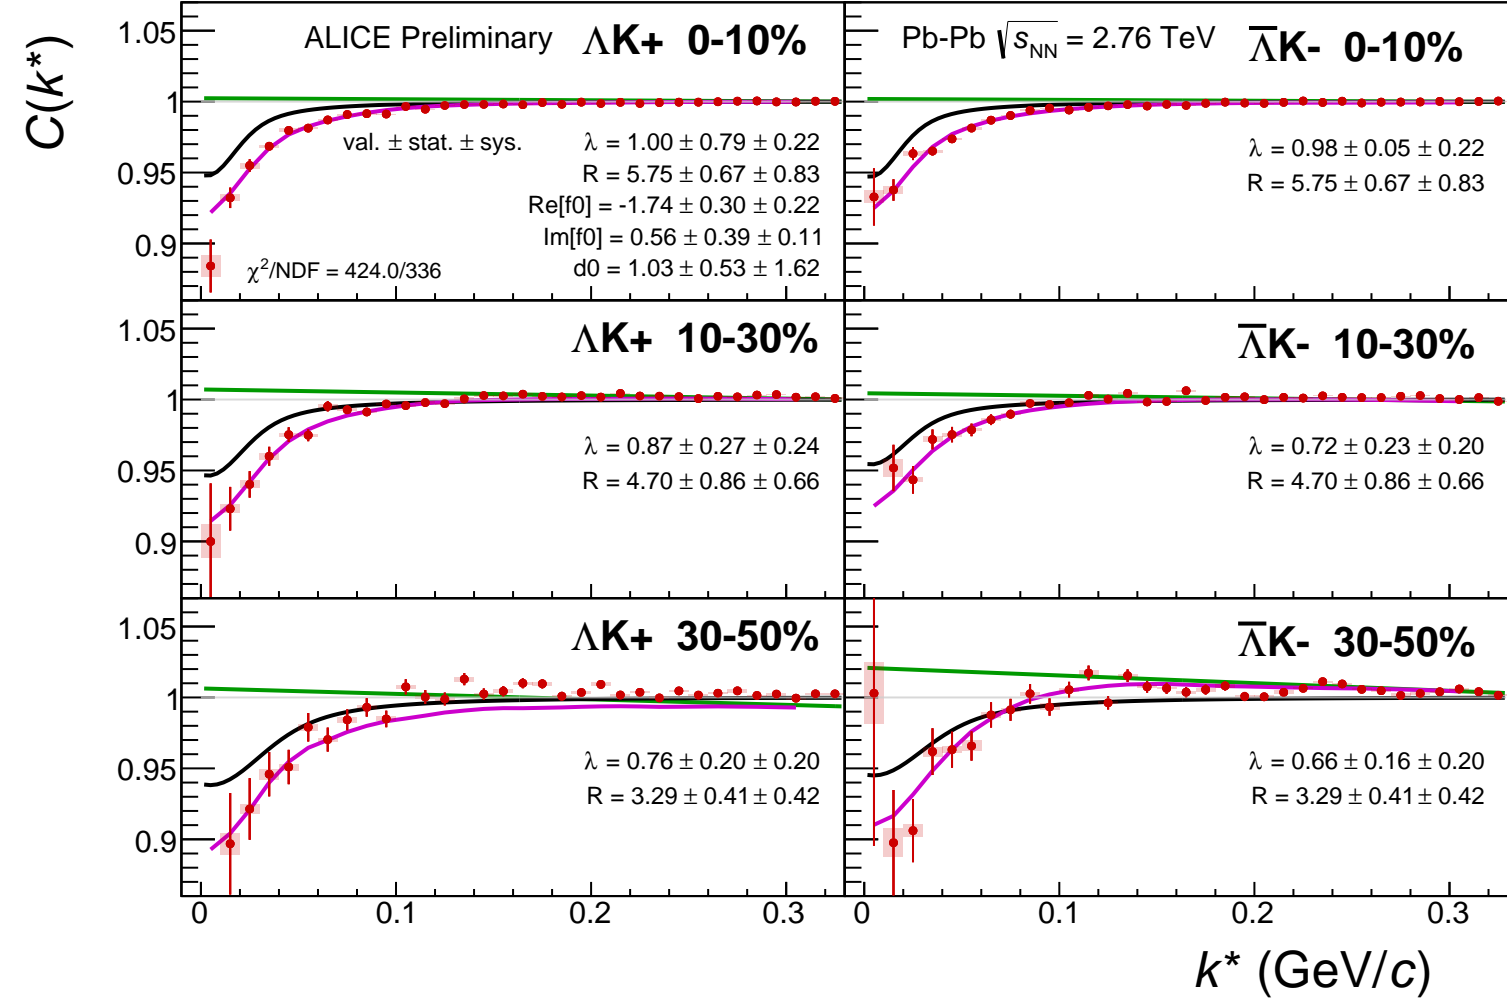 C(k*)
1.05
1
0.95
0.9
ALICE Preliminary ΛK+ 0-10%
val. ± stat. ± sys.
λ = 1.00 ± 0.79 ± 0.22
R = 5.75 ± 0.67 ± 0.83
Re[f0] = -1.74 ± 0.30 ± 0.22
Im[f0] = 0.56 ± 0.39 ± 0.11
d0 = 1.03 ± 0.53 ± 1.62
χ²/NDF = 424.0/336
Pb-Pb √sNN = 2.76 TeV Λ̅K- 0-10%
λ = 0.98 ± 0.05 ± 0.22
R = 5.75 ± 0.67 ± 0.83
1.05
1
0.95
0.9
ΛK+ 10-30%
λ = 0.87 ± 0.27 ± 0.24
R = 4.70 ± 0.86 ± 0.66
Λ̅K- 10-30%
λ = 0.72 ± 0.23 ± 0.20
R = 4.70 ± 0.86 ± 0.66
1.05
1
0.95
0.9
ΛK+ 30-50%
λ = 0.76 ± 0.20 ± 0.20
R = 3.29 ± 0.41 ± 0.42
Λ̅K- 30-50%
λ = 0.66 ± 0.16 ± 0.20
R = 3.29 ± 0.41 ± 0.42
0 0.1 0.2 0.3
0 0.1 0.2 0.3
k* (GeV/c)